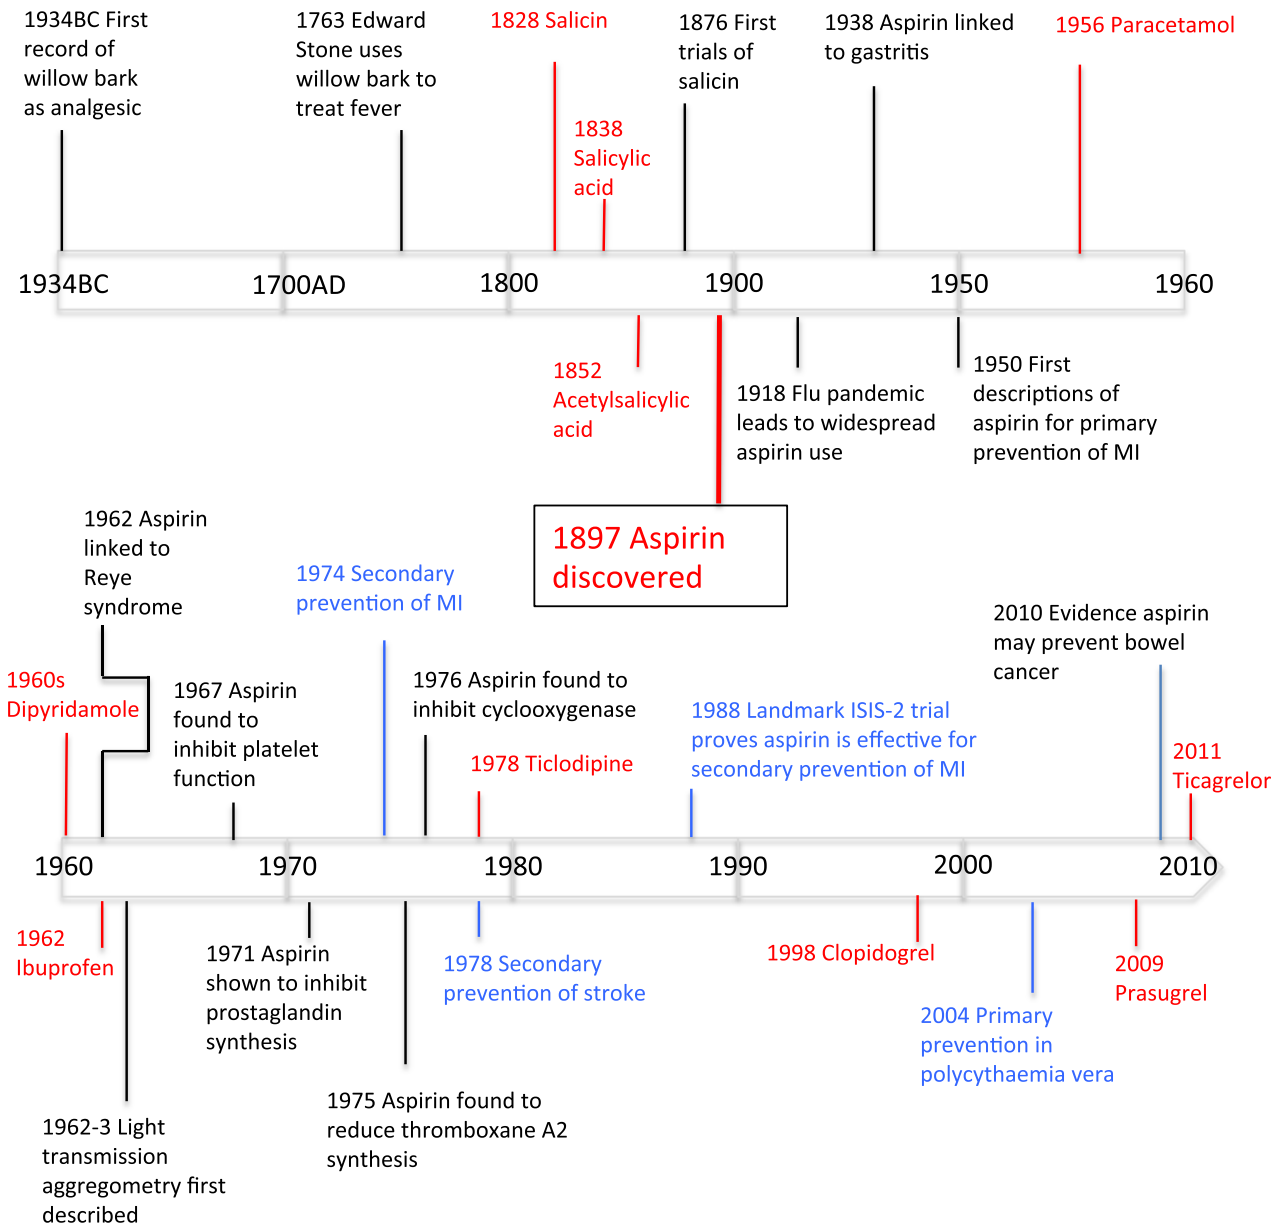 1934BC First
record of
willow bark
as analgesic
1763 Edward
Stone uses
willow bark to
treat fever
1828 Salicin
1838
Salicylic
acid
1876 First
trials of
salicin
1938 Aspirin linked
to gastritis
1956 Paracetamol
1934BC
1700AD
1800
1900
1950
1960
1852
Acetylsalicylic
acid
1897 Aspirin
discovered
1918 Flu pandemic
leads to widespread
aspirin use
1950 First
descriptions of
aspirin for primary
prevention of MI
1960s
Dipyridamole
1962 Aspirin
linked to
Reye
syndrome
1967 Aspirin
found to
inhibit platelet
function
1974 Secondary
prevention of MI
1976 Aspirin found to
inhibit cyclooxygenase
1978 Ticlodipine
1988 Landmark ISIS-2 trial
proves aspirin is effective for
secondary prevention of MI
2010 Evidence aspirin
may prevent bowel
cancer
2011
Ticagrelor
1960
1970
1980
1990
2000
2010
1962
Ibuprofen
1962-3 Light
transmission
aggregometry first
described
1971 Aspirin
shown to inhibit
prostaglandin
synthesis
1975 Aspirin found to
reduce thromboxane A2
synthesis
1978 Secondary
prevention of stroke
1998 Clopidogrel
2004 Primary
prevention in
polycythaemia vera
2009
Prasugrel